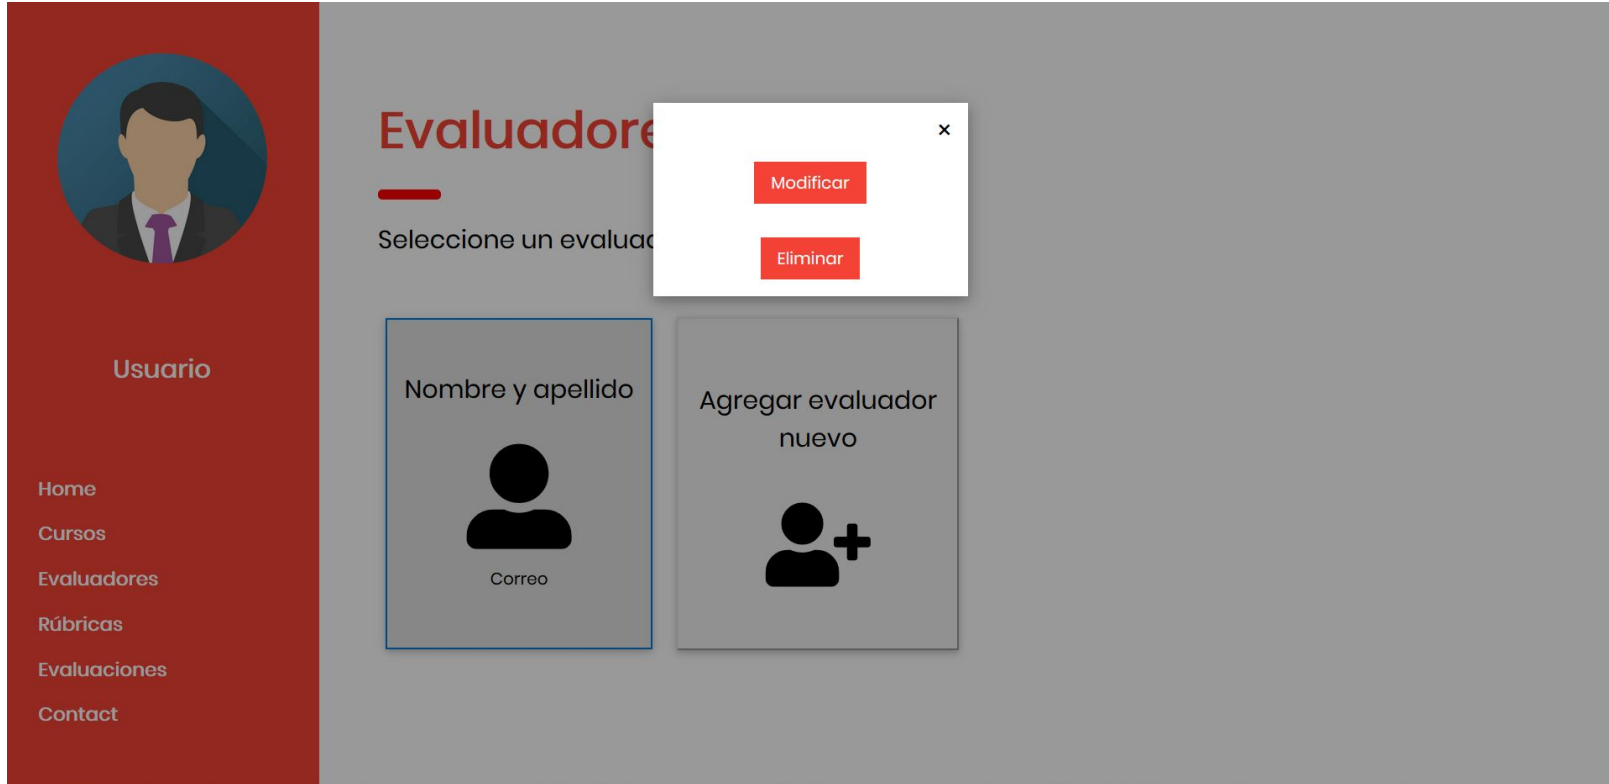 Usuario
Home
Cursos
Evaluadores
Rúbricas
Evaluaciones
Contact
Evaluadore
Seleccione un evaluad
×
Modificar
Eliminar
Nombre y apellido
Correo
Agregar evaluador
nuevo